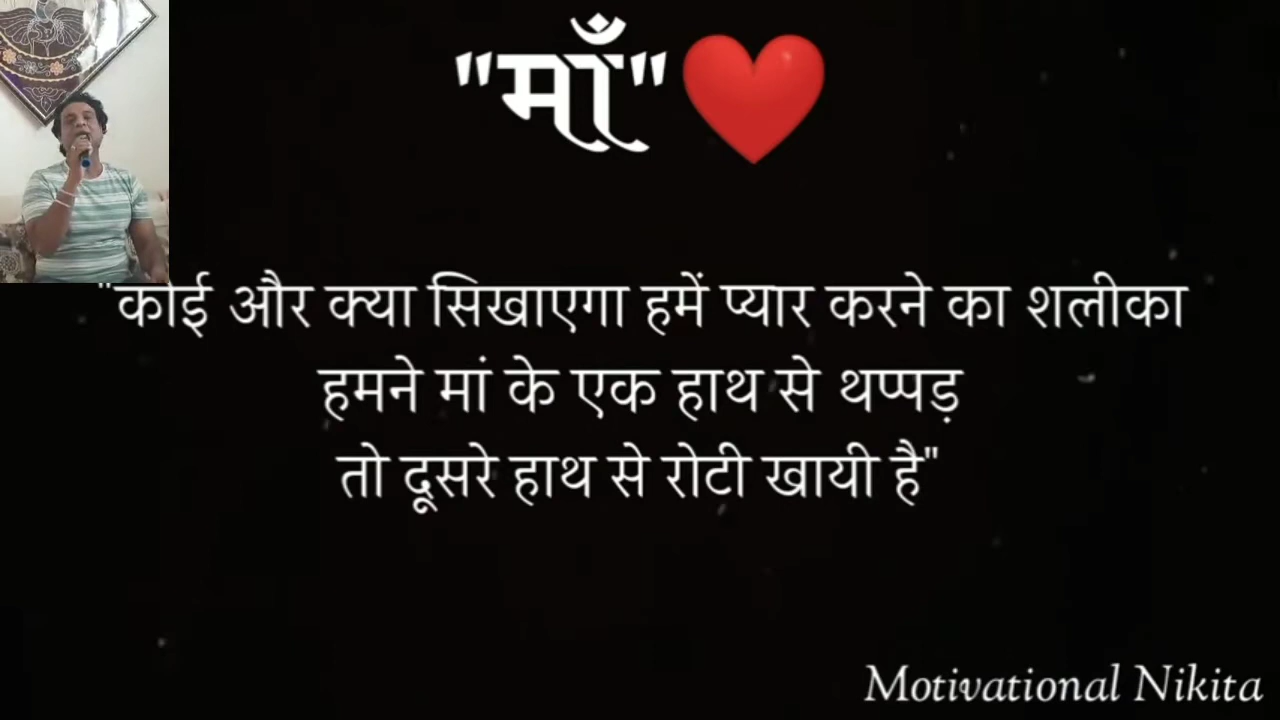 "माँ"❤️
"कोई और क्या सिखाएगा हमें प्यार करने का शलीका
हमने मां के एक हाथ से थप्पड़
तो दूसरे हाथ से रोटी खायी है"
Motivational Nikita